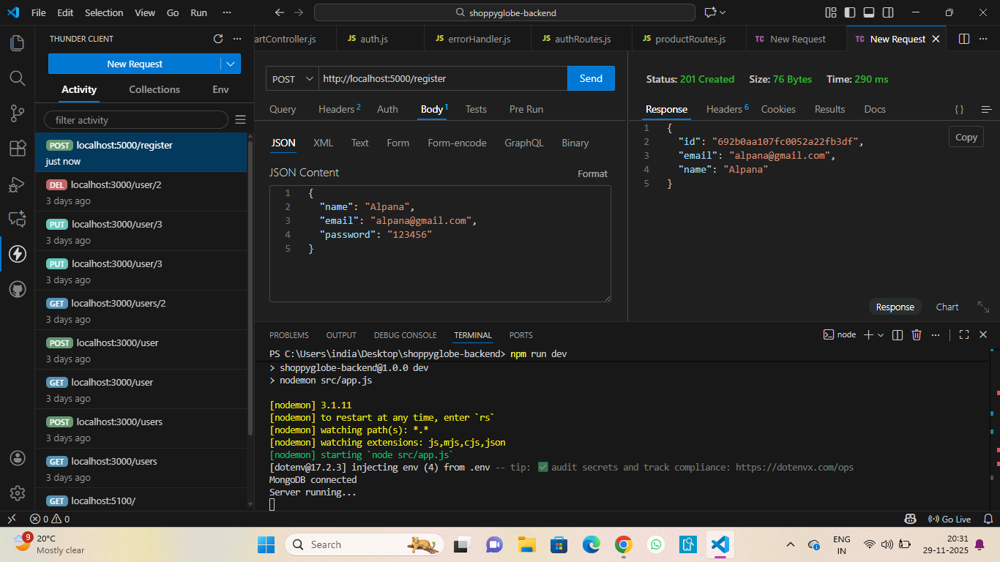 File Edit Selection View Go Run ···
shoppyglobe-backend
THUNDER CLIENT
New Request
Activity Collections Env
filter activity
POST localhost:5000/register
just now
DEL localhost:3000/user/2
3 days ago
PUT localhost:3000/user/3
3 days ago
PUT localhost:3000/user/3
3 days ago
GET localhost:3000/users/2
3 days ago
POST localhost:3000/user
3 days ago
GET localhost:3000/user
3 days ago
POST localhost:3000/users
3 days ago
GET localhost:3000/users
3 days ago
GET localhost:5100/
artController.js JS auth.js JS errorHandler.js JS authRoutes.js JS productRoutes.js TC New Request TC New Request
POST http://localhost:5000/register Send
Query Headers 2 Auth Body 1 Tests Pre Run
JSON XML Text Form Form-encode GraphQL Binary
JSON Content Format
1 {
2 "name": "Alpana",
3 "email": "alpana@gmail.com",
4 "password": "123456"
5 }
Status: 201 Created Size: 76 Bytes Time: 290 ms
Response Headers 6 Cookies Results Docs { }
1 {
2 "id": "692b0aa107fc0052a22fb3df",
3 "email": "alpana@gmail.com",
4 "name": "Alpana"
5 }
Copy
Response Chart
PROBLEMS OUTPUT DEBUG CONSOLE TERMINAL PORTS
node
PS C:\Users\india\Desktop\shoppyglobe-backend> npm run dev
> shoppyglobe-backend@1.0.0 dev
> nodemon src/app.js
[nodemon] 3.1.11
[nodemon] to restart at any time, enter `rs`
[nodemon] watching path(s): *.*
[nodemon] watching extensions: js,mjs,cjs,json
[nodemon] starting `node src/app.js`
[dotenv@17.2.3] injecting env (4) from .env -- tip: ✅ audit secrets and track compliance: https://dotenvx.com/ops
MongoDB connected
Server running...
0 0
Go Live
9
20°C
Mostly clear
Search
ENG
IN
20:31
29-11-2025